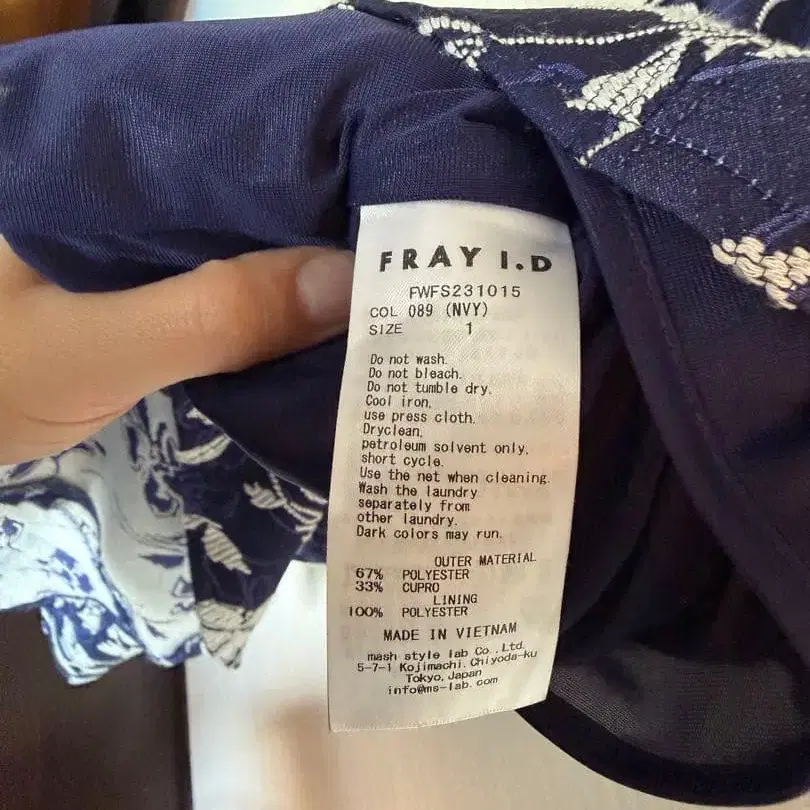 FRAY I.D
FWFS231015
COL 089 (NVY)
SIZE 1
Do not wash.
Do not bleach.
Do not tumble dry.
Cool iron,
use press cloth.
Dryclean,
petroleum solvent only,
short cycle.
Use the net when cleaning.
Wash the laundry
separately from
other laundry.
Dark colors may run.
OUTER MATERIAL
67% POLYESTER
33% CUPRO
LINING
100% POLYESTER
MADE IN VIETNAM
mash style lab Co.,Ltd.
5-7-1 Kojimachi.Chiyoda-ku
Tokyo,Japan
info@ms-lab.com